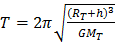 T = 2π√((R_T+h)³/GM_T)